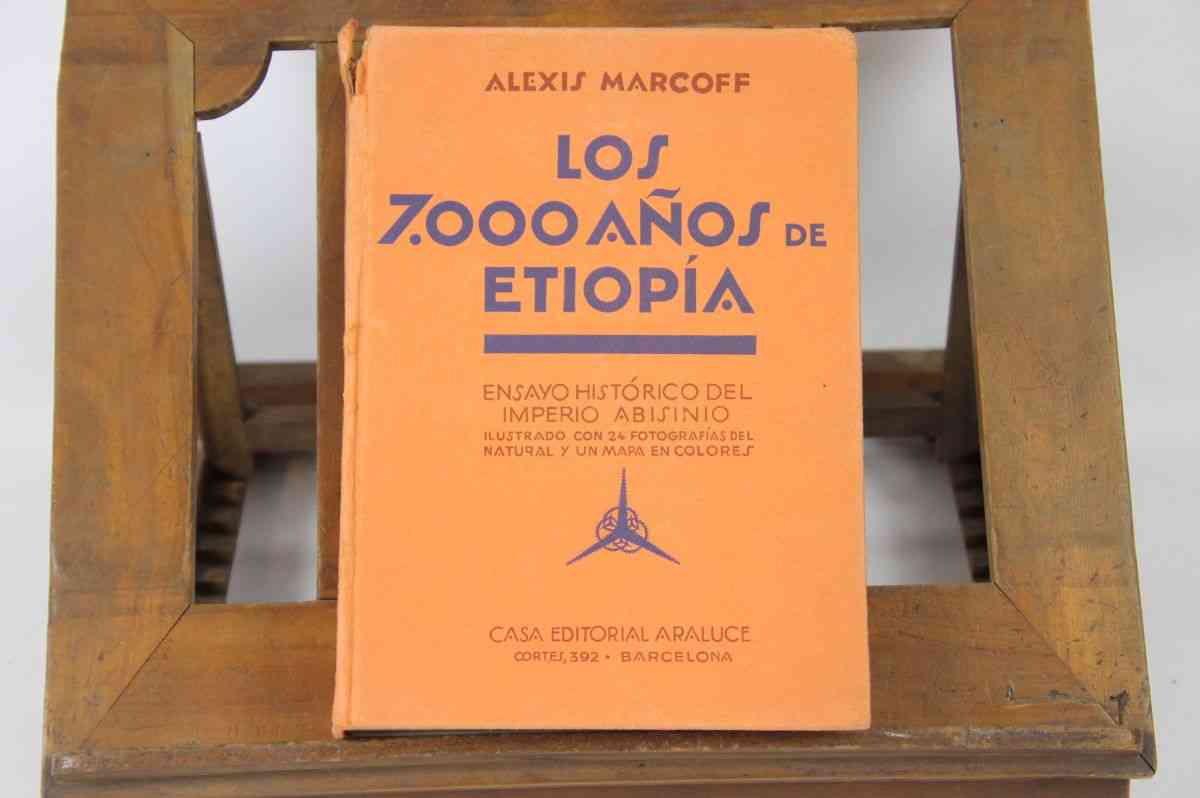 ALEXIS MARCOFF
LOS
7.000 AÑOS DE
ETIOPÍA
ENSAYO HISTÓRICO DEL
IMPERIO ABISINIO
ILUSTRADO CON 24 FOTOGRAFÍAS DEL
NATURAL Y UN MAPA EN COLORES
CASA EDITORIAL ARALUCE
CORTES, 392 • BARCELONA